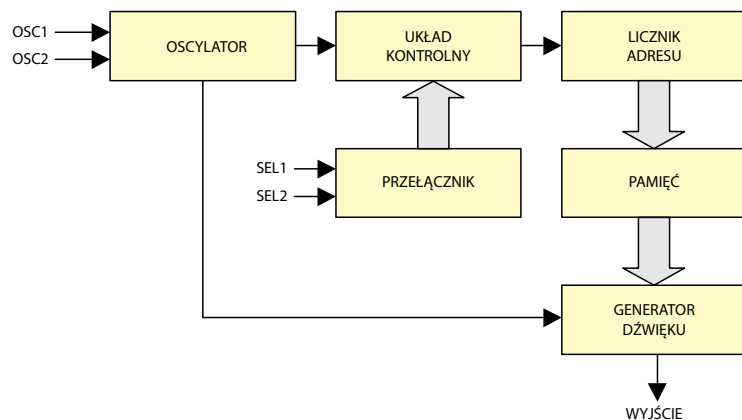 OSC1
OSC2
OSCYLATOR
UKŁAD
KONTROLNY
LICZNIK
ADRESU
SEL1
SEL2
PRZEŁĄCZNIK
PAMIĘĆ
GENERATOR
DŹWIĘKU
WYJŚCIE